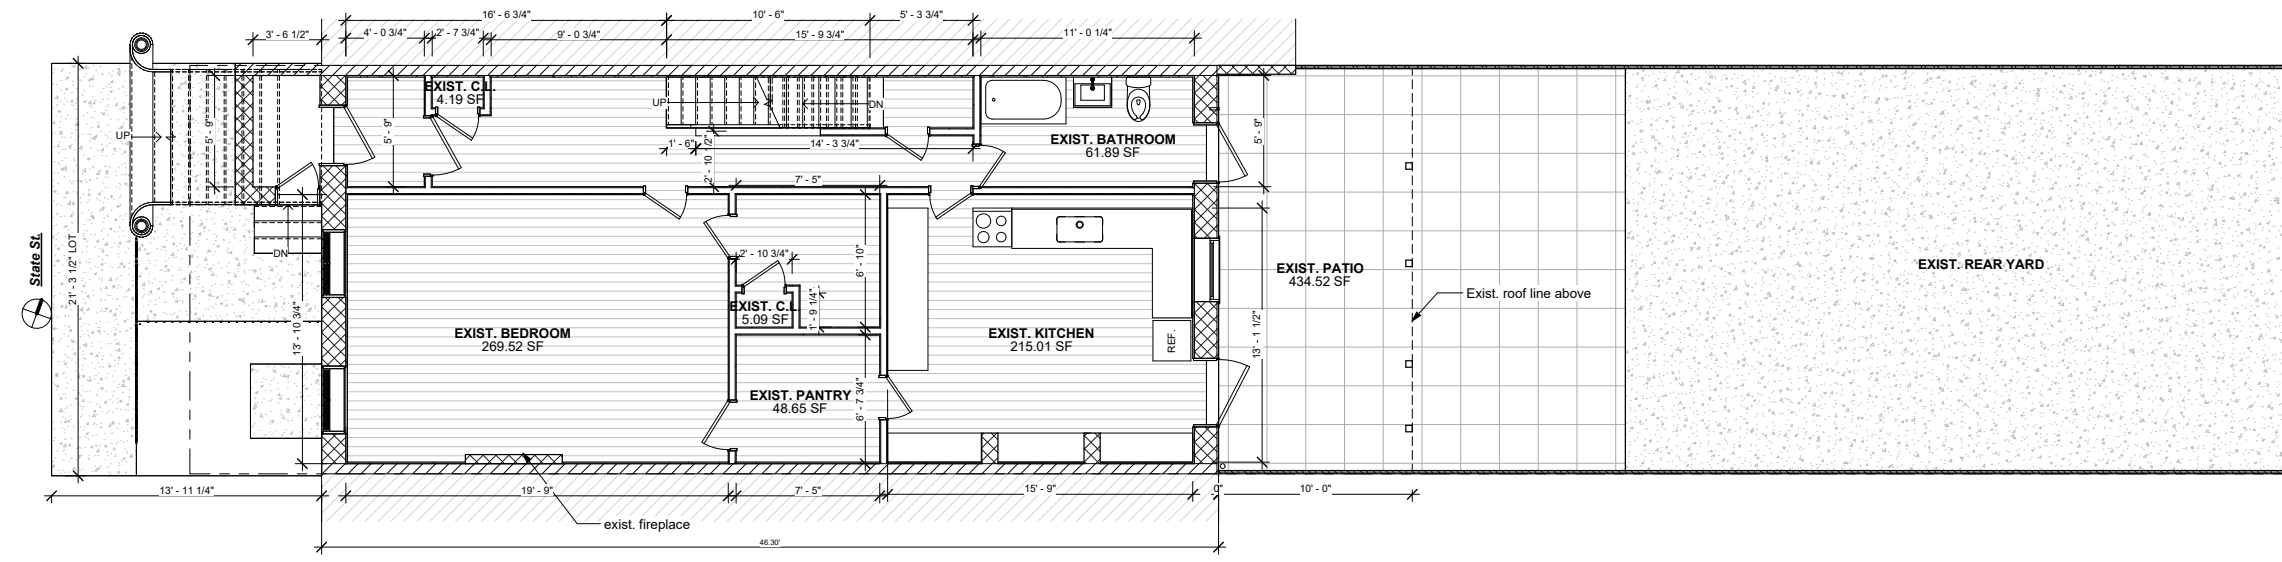 16' - 6 3/4"
10' - 6"
5' - 3 3/4"
3' - 6 1/2"
4' - 0 3/4"
2' - 7 3/4"
9' - 0 3/4"
15' - 9 3/4"
11' - 0 1/4"
EXIST. C.L.
4.19 SF
UP
DN
UP
5' - 9"
5' - 9"
1' - 6"
2' - 10 1/2"
14' - 3 3/4"
EXIST. BATHROOM
61.89 SF
5' - 9"
7' - 5"
State St.
21' - 3 1/2" LOT
DN
2' - 10 3/4"
6' - 10"
EXIST. C.L.
5.09 SF
1' - 9 1/4"
EXIST. PATIO
434.52 SF
Exist. roof line above
EXIST. REAR YARD
13' - 10 3/4"
EXIST. BEDROOM
269.52 SF
EXIST. KITCHEN
215.01 SF
REF.
13' - 1 1/2"
EXIST. PANTRY
48.65 SF
6' - 7 3/4"
13' - 11 1/4"
19' - 9"
7' - 5"
15' - 9"
0"
10' - 0"
exist. fireplace
46.30'